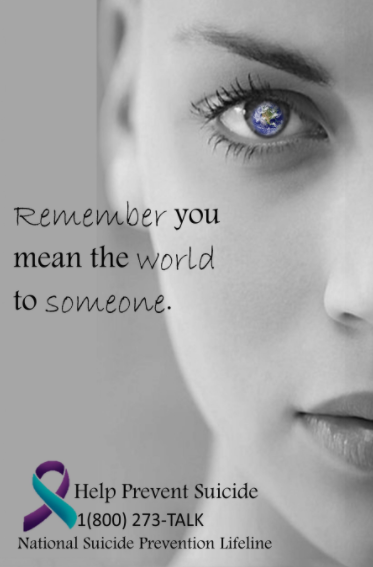 Remember you
mean the world
to someone.
Help Prevent Suicide
1(800) 273-TALK
National Suicide Prevention Lifeline